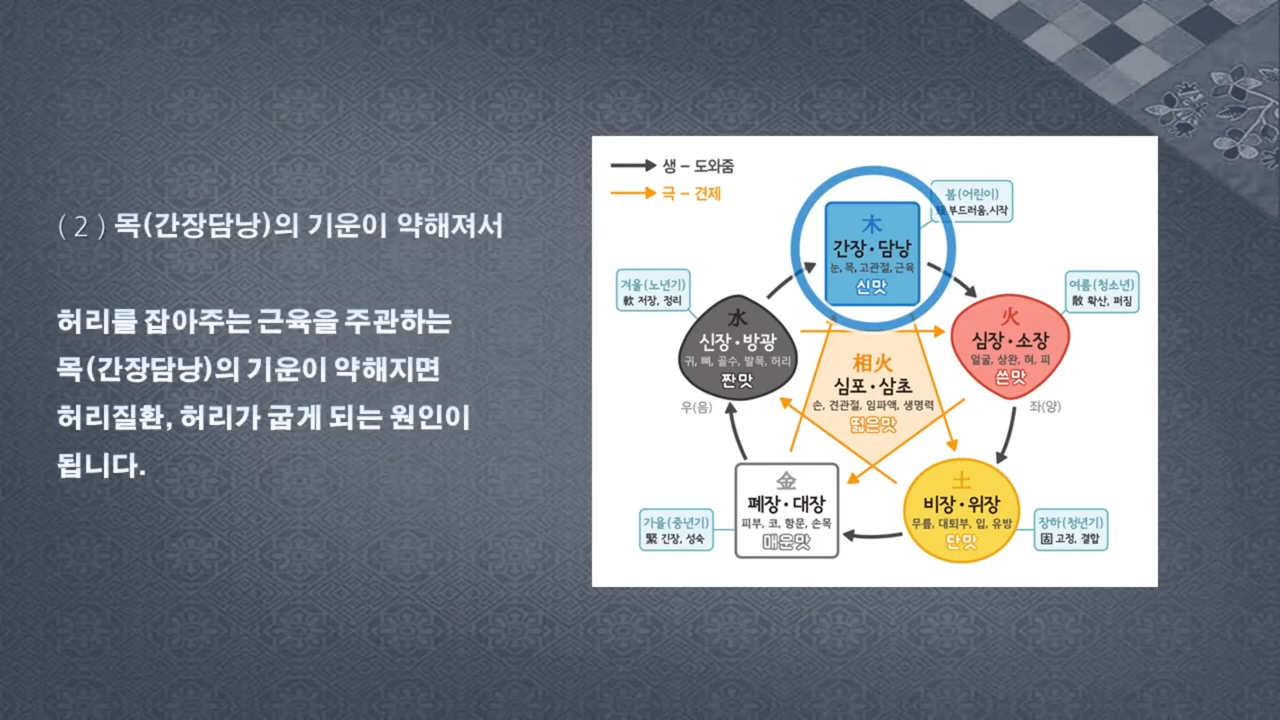 ( 2 ) 목(간장담낭)의 기운이 약해져서
허리를 잡아주는 근육을 주관하는
목(간장담낭)의 기운이 약해지면
허리질환, 허리가 굽게 되는 원인이
됩니다.
생 – 도와줌
극 – 견제
봄(어린이)
부드러움,시작
木
간장·담낭
눈, 목, 고관절, 근육
신맛
겨울(노년기)
軟 저장, 정리
여름(청소년)
散 확산, 퍼짐
水
신장·방광
귀, 뼈, 골수, 발목, 허리
짠맛
火
심장·소장
얼굴, 상완, 혀, 피
쓴맛
相火
심포·삼초
손, 견관절, 임파액, 생명력
떫은맛
우(음)
좌(양)
金
폐장·대장
피부, 코, 항문, 손목
매운맛
土
비장·위장
무릎, 대퇴부, 입, 유방
단맛
가을(중년기)
緊 긴장, 성숙
장하(청년기)
固 고정, 결합